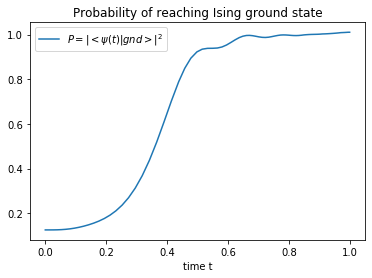 Probability of reaching Ising ground state
P = | < ψ(t)|gnd > |²
1.0
0.8
0.6
0.4
0.2
0.0 0.2 0.4 0.6 0.8 1.0
time t